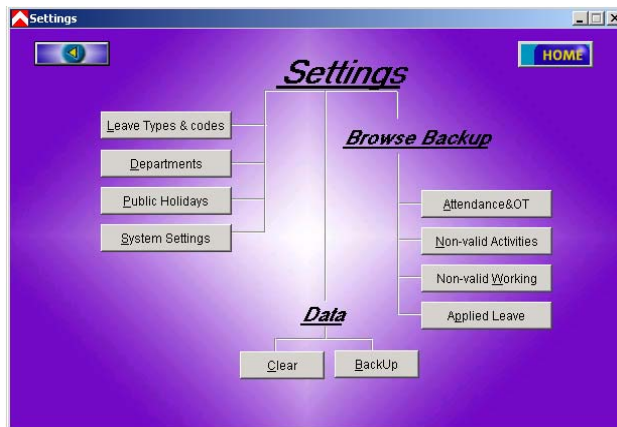 Settings
HOME
Settings
Leave Types & codes
Departments
Public Holidays
System Settings
Browse Backup
Attendance&OT
Non-valid Activities
Non-valid Working
Applied Leave
Data
Clear
BackUp